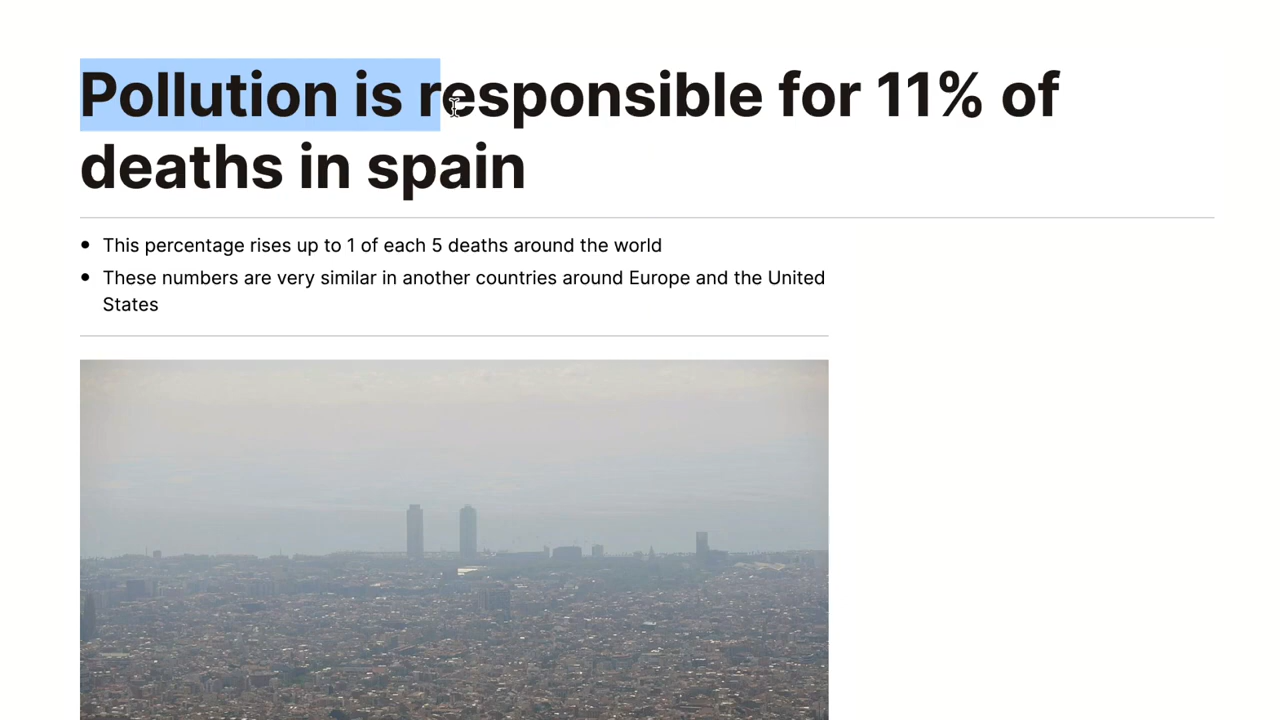 Pollution is responsible for 11% of
deaths in spain
This percentage rises up to 1 of each 5 deaths around the world
These numbers are very similar in another countries around Europe and the United
States